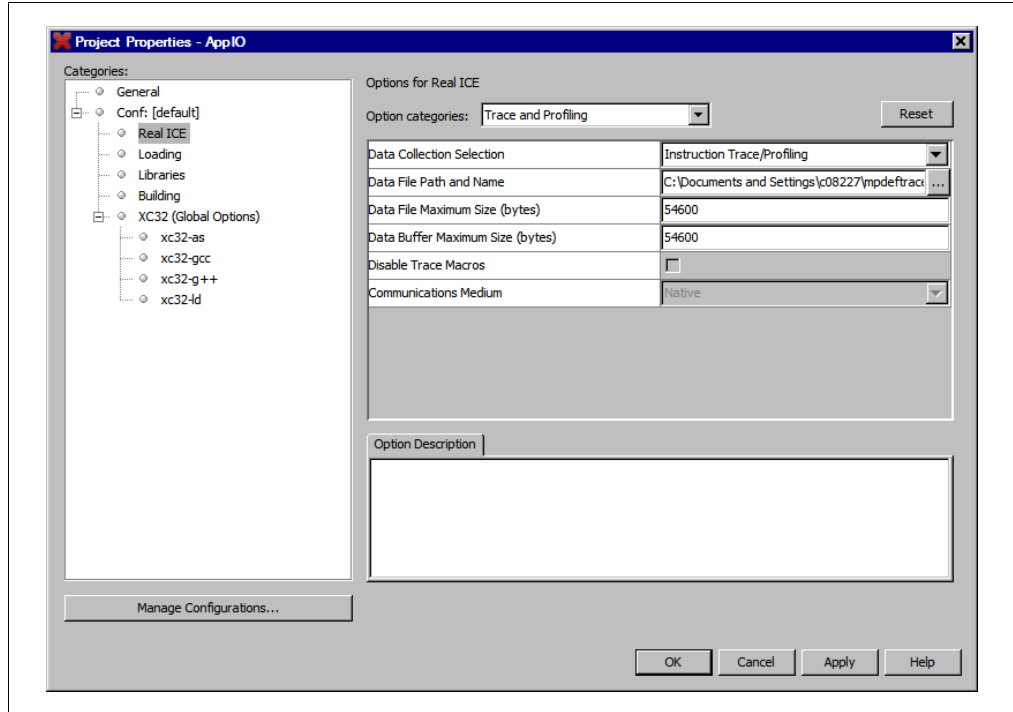 Project Properties - AppIO
Categories:
General
Conf: [default]
Real ICE
Loading
Libraries
Building
XC32 (Global Options)
xc32-as
xc32-gcc
xc32-g++
xc32-ld
Manage Configurations...
Options for Real ICE
Option categories: Trace and Profiling Reset
Data Collection Selection Instruction Trace/Profiling
Data File Path and Name C:\Documents and Settings\c08227\mpdeftrace ...
Data File Maximum Size (bytes) 54600
Data Buffer Maximum Size (bytes) 54600
Disable Trace Macros
Communications Medium Native
Option Description
OK Cancel Apply Help